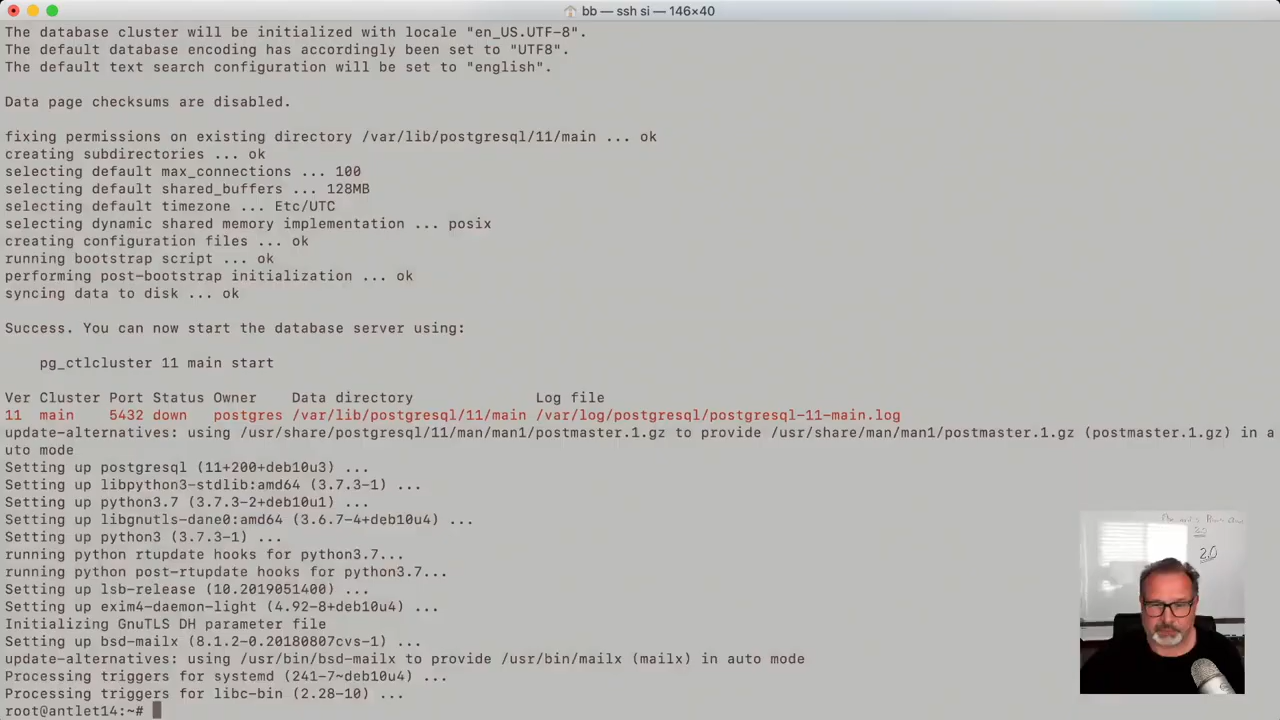 bb — ssh si — 146×40
The database cluster will be initialized with locale "en_US.UTF-8".
The default database encoding has accordingly been set to "UTF8".
The default text search configuration will be set to "english".
Data page checksums are disabled.
fixing permissions on existing directory /var/lib/postgresql/11/main ... ok
creating subdirectories ... ok
selecting default max_connections ... 100
selecting default shared_buffers ... 128MB
selecting default timezone ... Etc/UTC
selecting dynamic shared memory implementation ... posix
creating configuration files ... ok
running bootstrap script ... ok
performing post-bootstrap initialization ... ok
syncing data to disk ... ok
Success. You can now start the database server using:
pg_ctlcluster 11 main start
Ver Cluster Port Status Owner    Data directory              Log file
11  main    5432 down   postgres /var/lib/postgresql/11/main /var/log/postgresql/postgresql-11-main.log
update-alternatives: using /usr/share/postgresql/11/man/man1/postmaster.1.gz to provide /usr/share/man/man1/postmaster.1.gz (postmaster.1.gz) in a
uto mode
Setting up postgresql (11+200+deb10u3) ...
Setting up libpython3-stdlib:amd64 (3.7.3-1) ...
Setting up python3.7 (3.7.3-2+deb10u1) ...
Setting up libgnutls-dane0:amd64 (3.6.7-4+deb10u4) ...
Setting up python3 (3.7.3-1) ...
running python rtupdate hooks for python3.7...
running python post-rtupdate hooks for python3.7...
Setting up lsb-release (10.2019051400) ...
Setting up exim4-daemon-light (4.92-8+deb10u4) ...
Initializing GnuTLS DH parameter file
Setting up bsd-mailx (8.1.2-0.20180807cvs-1) ...
update-alternatives: using /usr/bin/bsd-mailx to provide /usr/bin/mailx (mailx) in auto mode
Processing triggers for systemd (241-7~deb10u4) ...
Processing triggers for libc-bin (2.28-10) ...
root@antlet14:~#
2.0